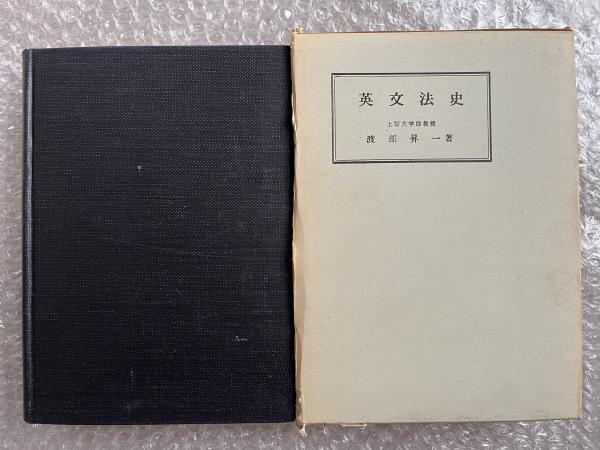 英文法史
上智大学助教授
渡部昇一著